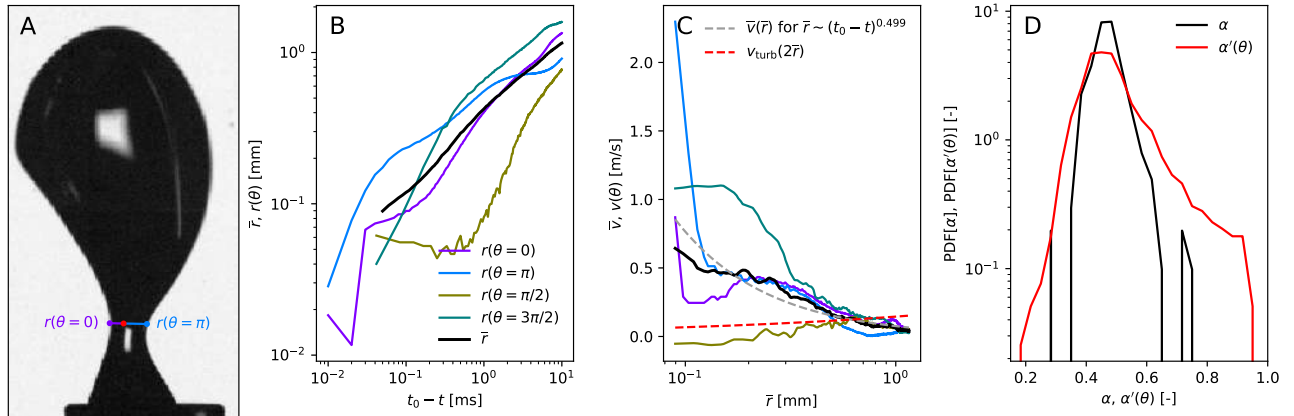 A
r(θ = 0)
r(θ = π)
B
10⁰
10⁻¹
10⁻²
r̅, r(θ) [mm]
r(θ = 0)
r(θ = π)
r(θ = π/2)
r(θ = 3π/2)
r̅
10⁻² 10⁻¹ 10⁰ 10¹
t₀ − t [ms]
C
v̅(r̅) for r̅ ~ (t₀ − t)^0.499
v_turb(2r̅)
2.0
1.5
1.0
0.5
0.0
v̅, v(θ) [m/s]
10⁻¹ 10⁰
r̅ [mm]
D
α
α′(θ)
10¹
10⁰
10⁻¹
PDF[α], PDF[α′(θ)] [-]
0.2 0.4 0.6 0.8 1.0
α, α′(θ) [-]